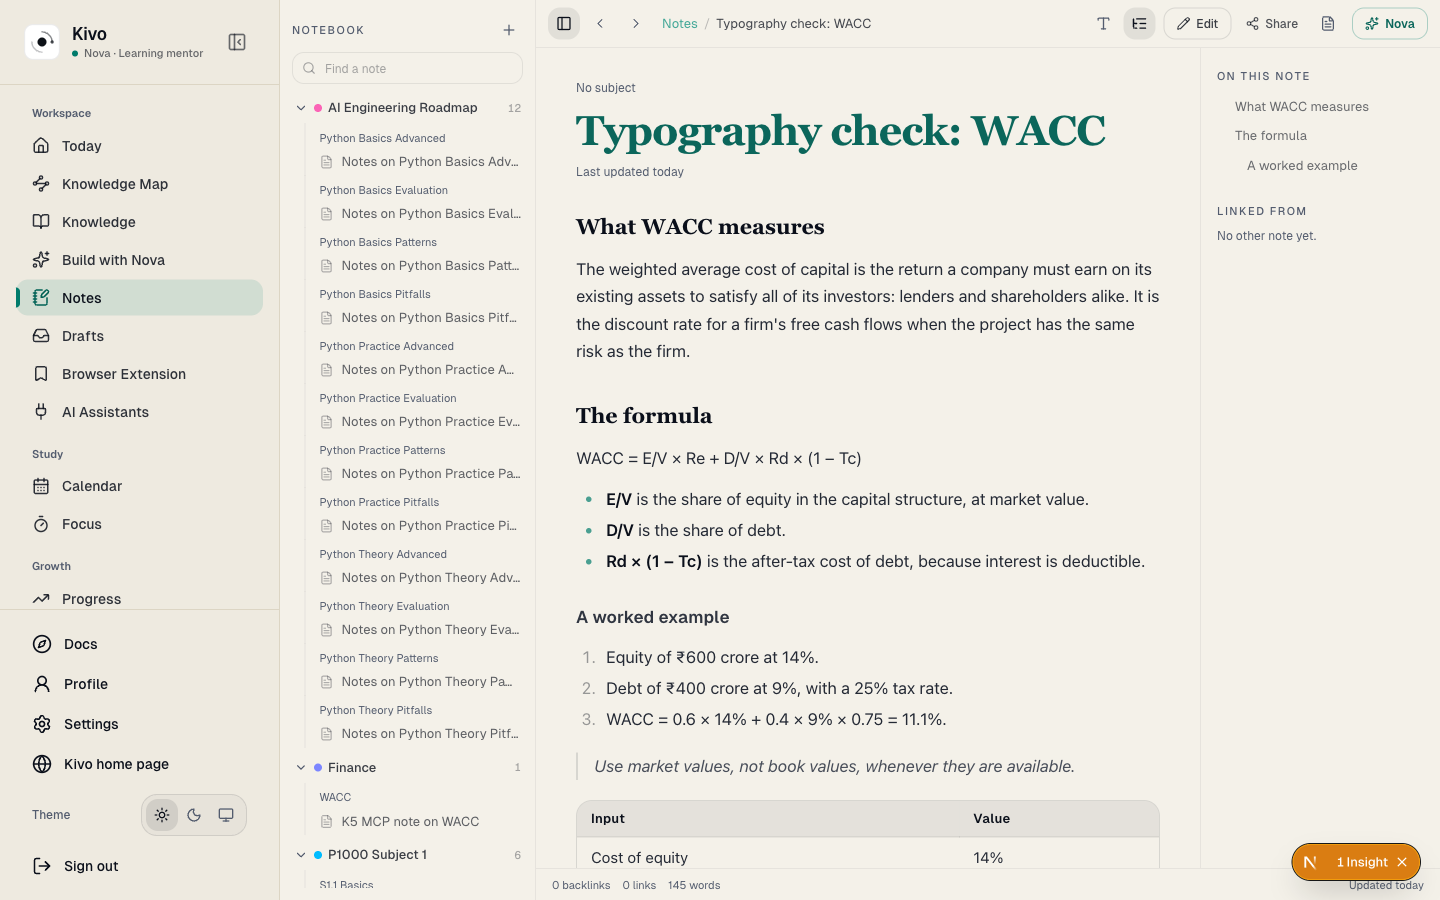 Kivo
Nova · Learning mentor
Workspace
Today
Knowledge Map
Knowledge
Build with Nova
Notes
Drafts
Browser Extension
AI Assistants
Study
Calendar
Focus
Growth
Progress
Docs
Profile
Settings
Kivo home page
Theme
Sign out
NOTEBOOK
Find a note
AI Engineering Roadmap 12
Python Basics Advanced
Notes on Python Basics Adv...
Python Basics Evaluation
Notes on Python Basics Eval...
Python Basics Patterns
Notes on Python Basics Patt...
Python Basics Pitfalls
Notes on Python Basics Pitf...
Python Practice Advanced
Notes on Python Practice A...
Python Practice Evaluation
Notes on Python Practice Ev...
Python Practice Patterns
Notes on Python Practice Pa...
Python Practice Pitfalls
Notes on Python Practice Pi...
Python Theory Advanced
Notes on Python Theory Adv...
Python Theory Evaluation
Notes on Python Theory Eva...
Python Theory Patterns
Notes on Python Theory Pa...
Python Theory Pitfalls
Notes on Python Theory Pitf...
Finance 1
WACC
K5 MCP note on WACC
P1000 Subject 1 6
S1.1 Basics
Notes / Typography check: WACC
Edit
Share
Nova
No subject
Typography check: WACC
Last updated today
What WACC measures
The weighted average cost of capital is the return a company must earn on its
existing assets to satisfy all of its investors: lenders and shareholders alike. It is
the discount rate for a firm's free cash flows when the project has the same
risk as the firm.
The formula
WACC = E/V × Re + D/V × Rd × (1 − Tc)
• E/V is the share of equity in the capital structure, at market value.
• D/V is the share of debt.
• Rd × (1 − Tc) is the after-tax cost of debt, because interest is deductible.
A worked example
1. Equity of ₹600 crore at 14%.
2. Debt of ₹400 crore at 9%, with a 25% tax rate.
3. WACC = 0.6 × 14% + 0.4 × 9% × 0.75 = 11.1%.
Use market values, not book values, whenever they are available.
Input Value
Cost of equity 14%
0 backlinks 0 links 145 words
ON THIS NOTE
What WACC measures
The formula
A worked example
LINKED FROM
No other note yet.
N 1 Insight
Updated today